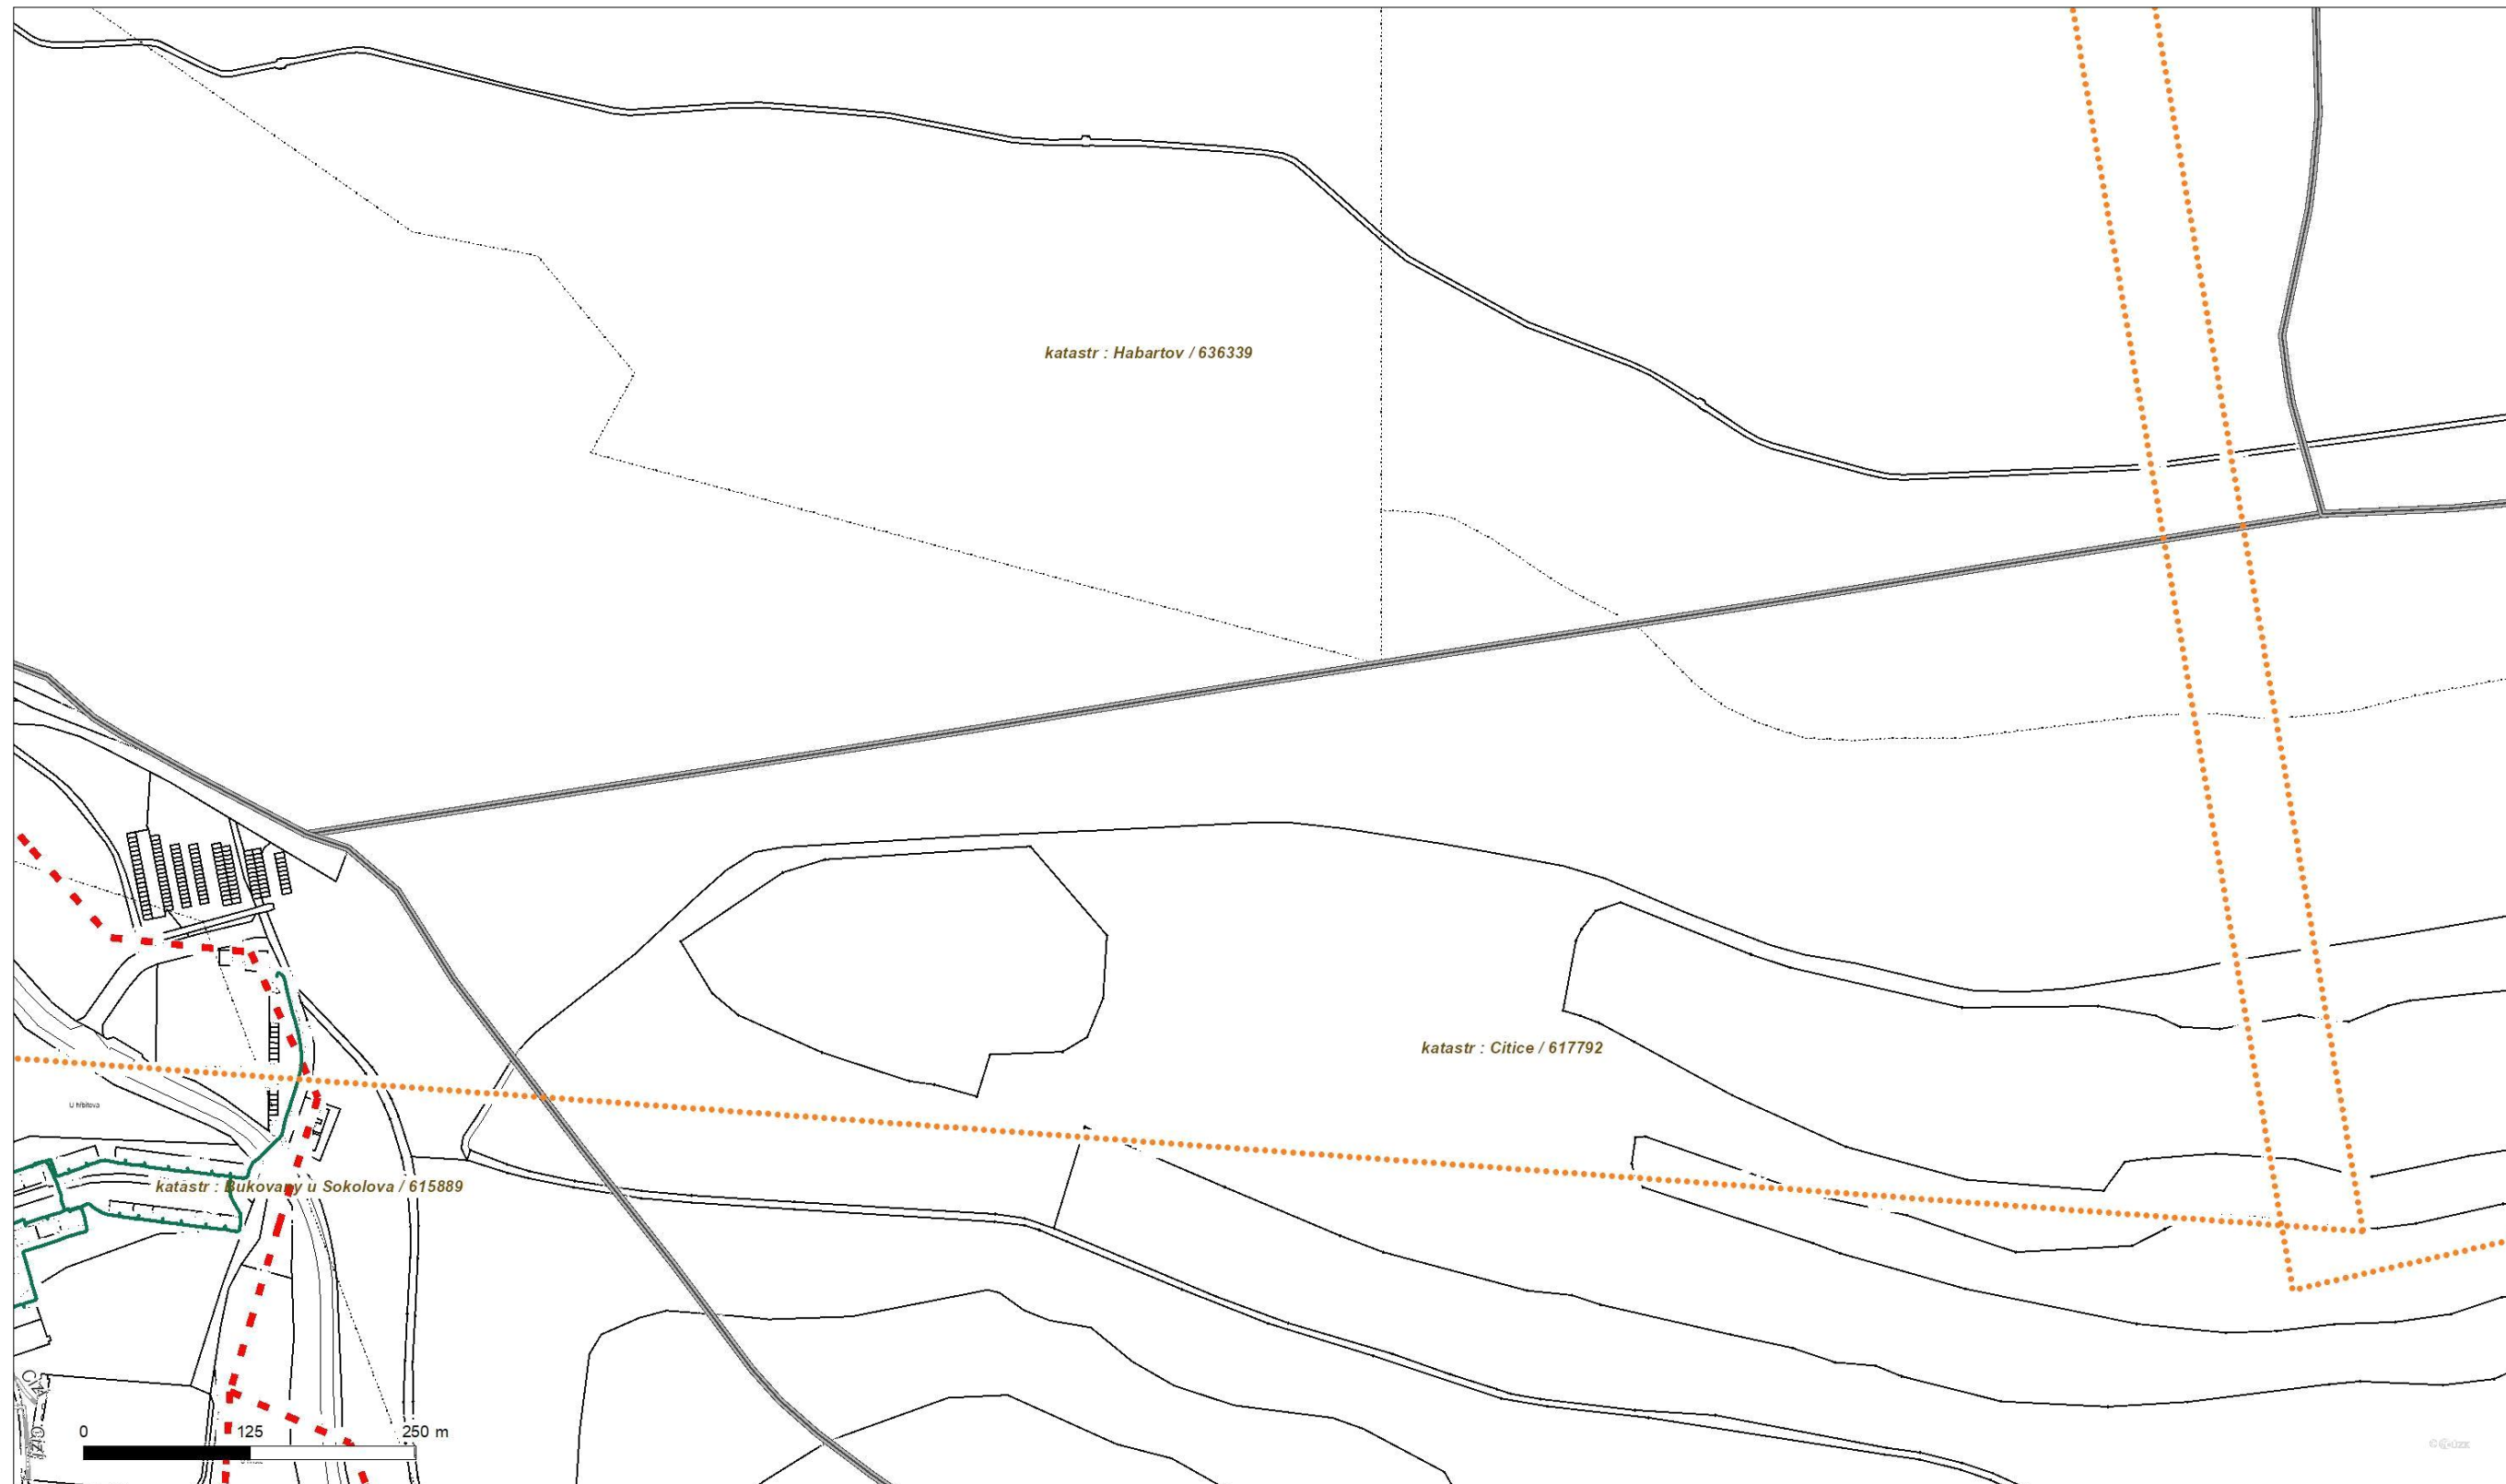 katastr : Habartov / 636339
katastr : Citice / 617792
U hřbitova
katastr : Bukovany u Sokolova / 615889
0 125 250 m